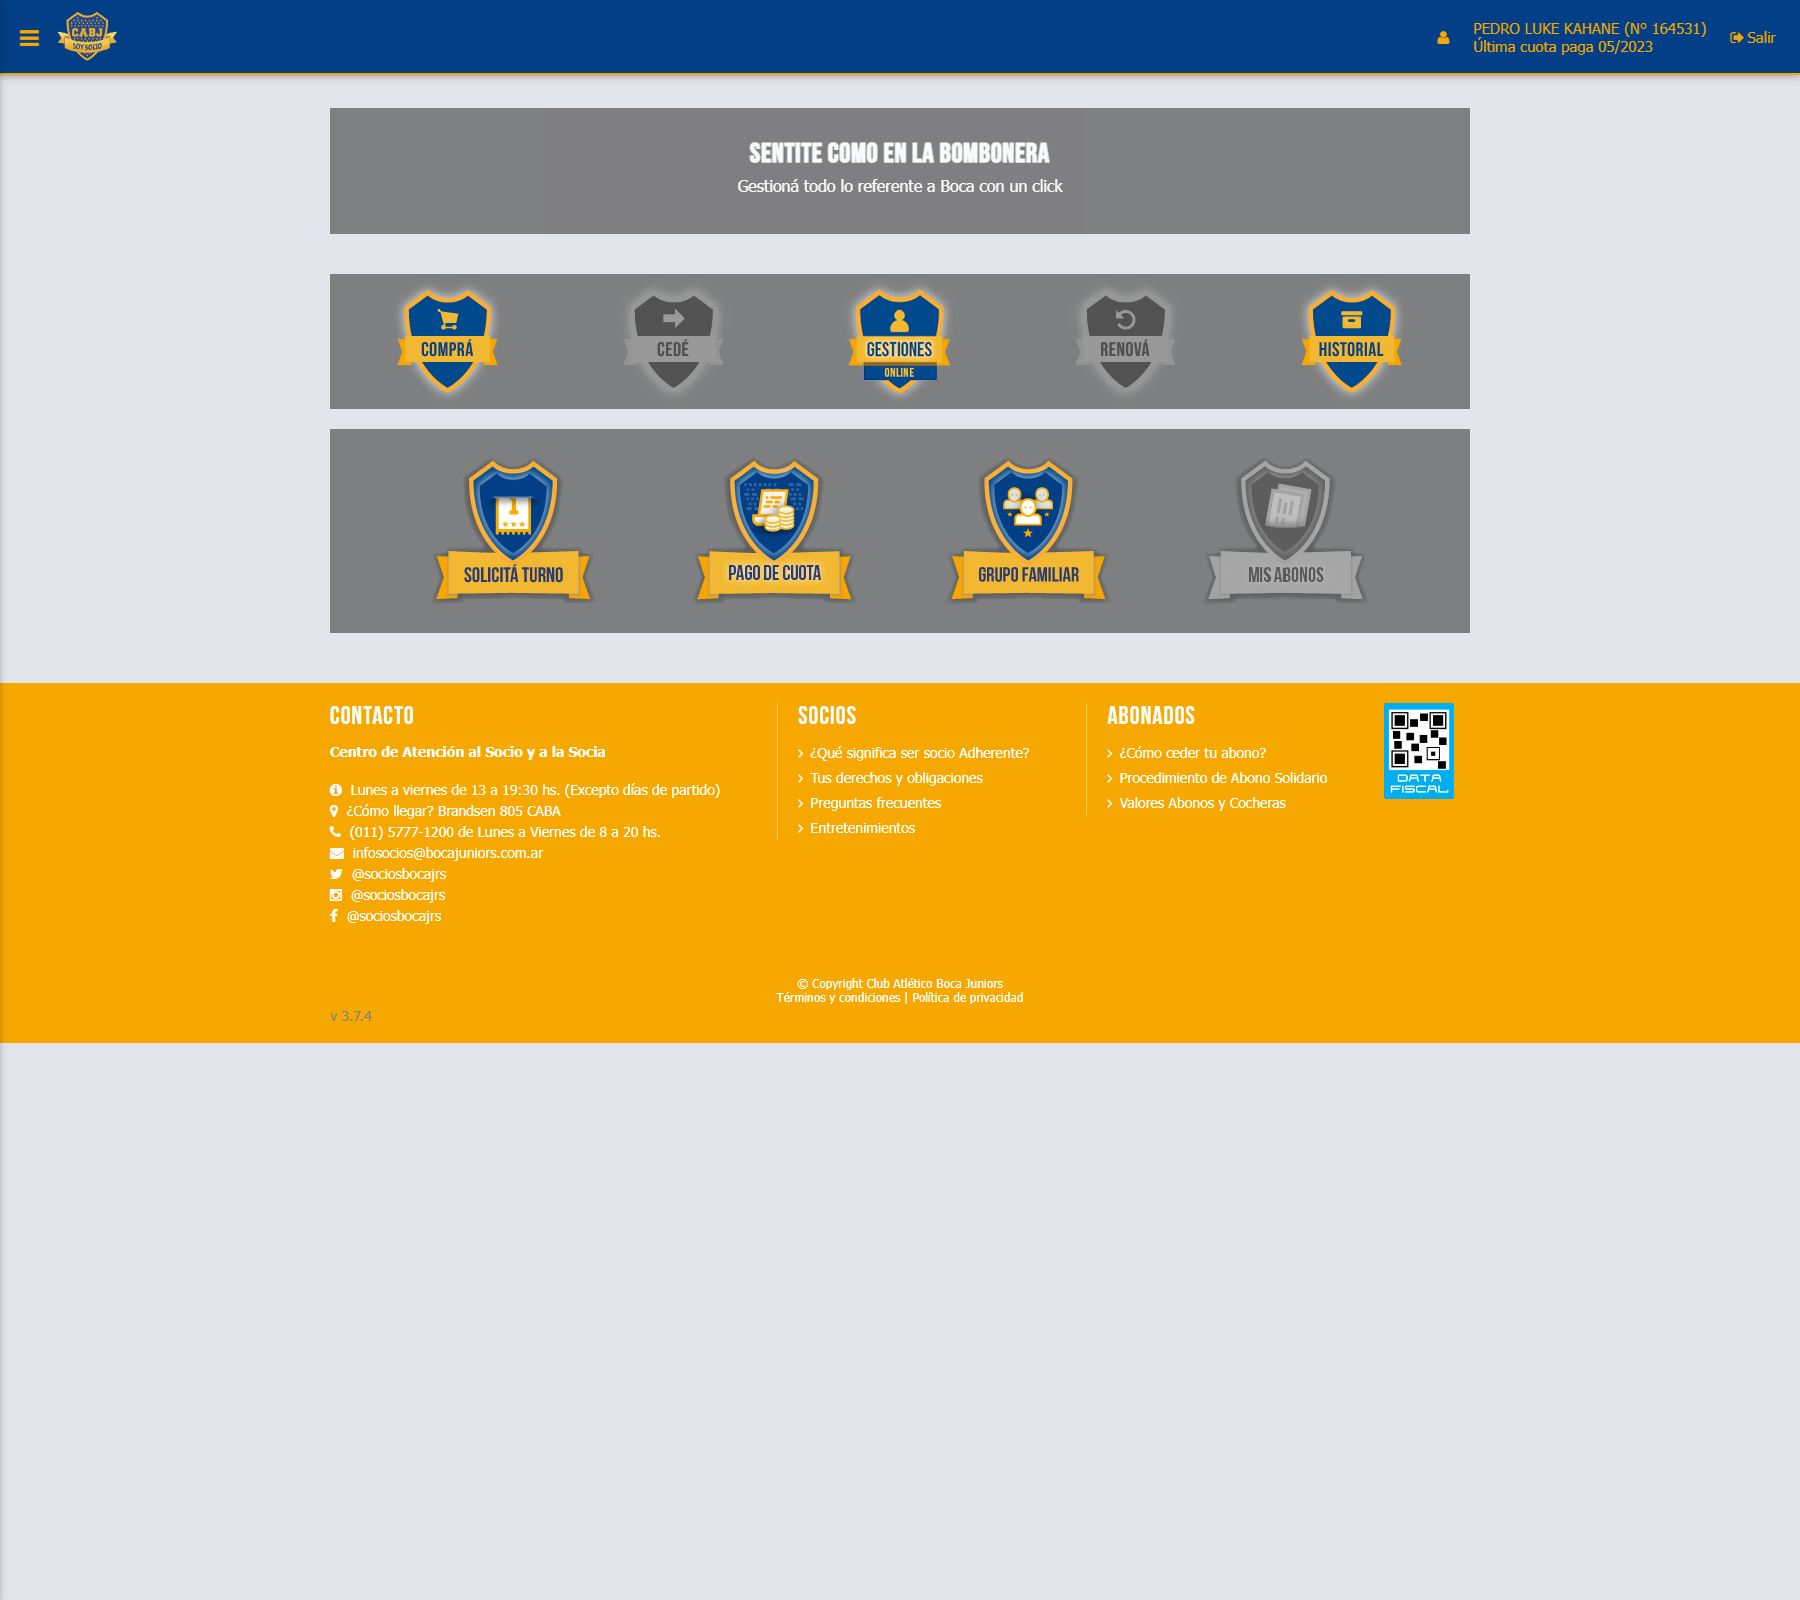 CABJ
SOY SOCIO
PEDRO LUKE KAHANE (Nº 164531)
Última cuota paga 05/2023
Salir
SENTITE COMO EN LA BOMBONERA
Gestioná todo lo referente a Boca con un click
COMPRÁ
CEDÉ
GESTIONES
ONLINE
RENOVÁ
HISTORIAL
1
SOLICITÁ TURNO
PAGO DE CUOTA
GRUPO FAMILIAR
MIS ABONOS
CONTACTO
Centro de Atención al Socio y a la Socia
Lunes a viernes de 13 a 19:30 hs. (Excepto días de partido)
¿Cómo llegar? Brandsen 805 CABA
(011) 5777-1200 de Lunes a Viernes de 8 a 20 hs.
infosocios@bocajuniors.com.ar
@sociosbocajrs
@sociosbocajrs
@sociosbocajrs
SOCIOS
¿Qué significa ser socio Adherente?
Tus derechos y obligaciones
Preguntas frecuentes
Entretenimientos
ABONADOS
¿Cómo ceder tu abono?
Procedimiento de Abono Solidario
Valores Abonos y Cocheras
DATA
FISCAL
© Copyright Club Atlético Boca Juniors
Términos y condiciones | Política de privacidad
v 3.7.4